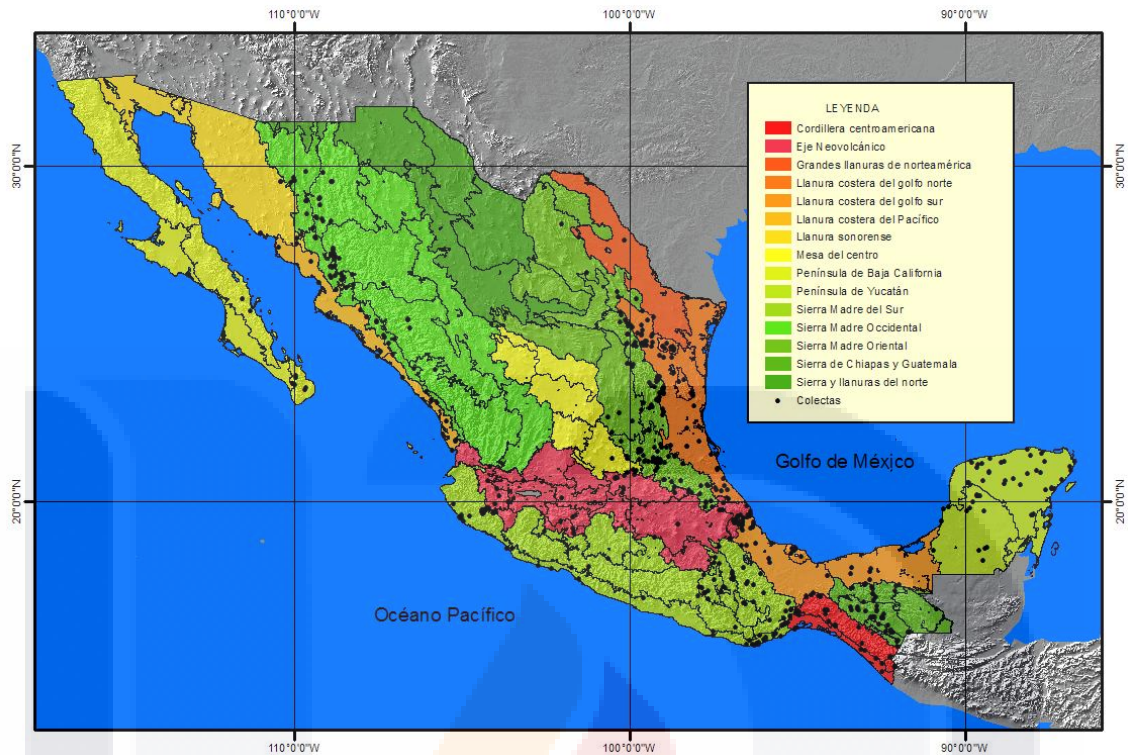 110°0'0"W
100°0'0"W
90°0'0"W
30°0'0"N
30°0'0"N
LEYENDA
Cordillera centroamericana
Eje Neovolcánico
Grandes llanuras de norteamérica
Llanura costera del golfo norte
Llanura costera del golfo sur
Llanura costera del Pacífico
Llanura sonorense
Mesa del centro
Península de Baja California
Península de Yucatán
Sierra Madre del Sur
Sierra Madre Occidental
Sierra Madre Oriental
Sierra de Chiapas y Guatemala
Sierra y llanuras del norte
Colectas
Golfo de México
20°0'0"N
20°0'0"N
Océano Pacífico
110°0'0"W
100°0'0"W
90°0'0"W